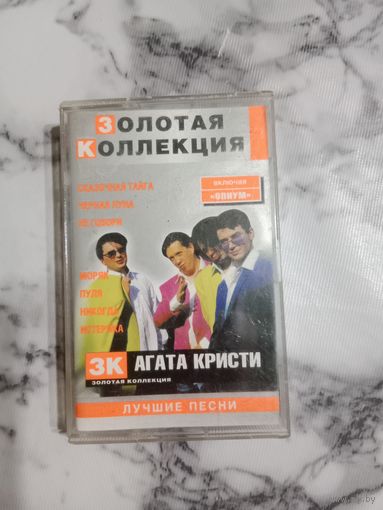 ЗОЛОТАЯ
КОЛЛЕКЦИЯ
СКАЗОЧНАЯ ТАЙГА
ЧЕРНАЯ ЛУНА
НЕ ГОВОРИ
ВКЛЮЧАЯ
«ОПИУМ»
МОРЯК
ПУЛЯ
НИКОГДА
ИСТЕРИКА
ЗК АГАТА КРИСТИ
ЗОЛОТАЯ КОЛЛЕКЦИЯ
ЛУЧШИЕ ПЕСНИ